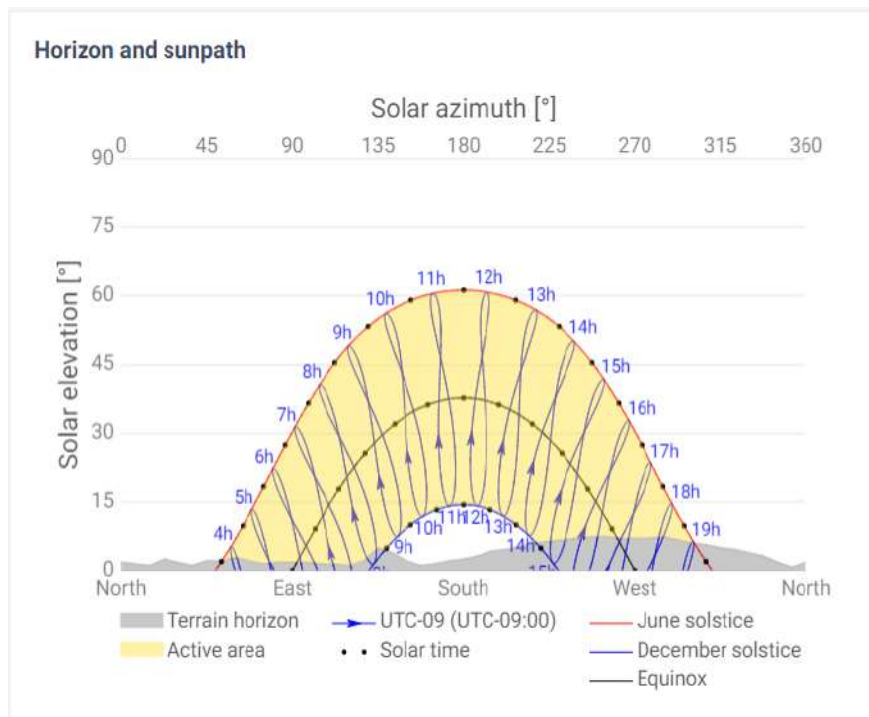 Horizon and sunpath
Solar azimuth [°]
0 45 90 135 180 225 270 315 360
90
75
60
45
30
15
0
Solar elevation [°]
11h 12h
10h 13h
9h 14h
8h 15h
7h 16h
6h 17h
5h 18h
4h 19h
11h 12h
10h 13h
9h 14h
15h
North East South West North
Terrain horizon UTC-09 (UTC-09:00) June solstice
Active area Solar time December solstice
Equinox